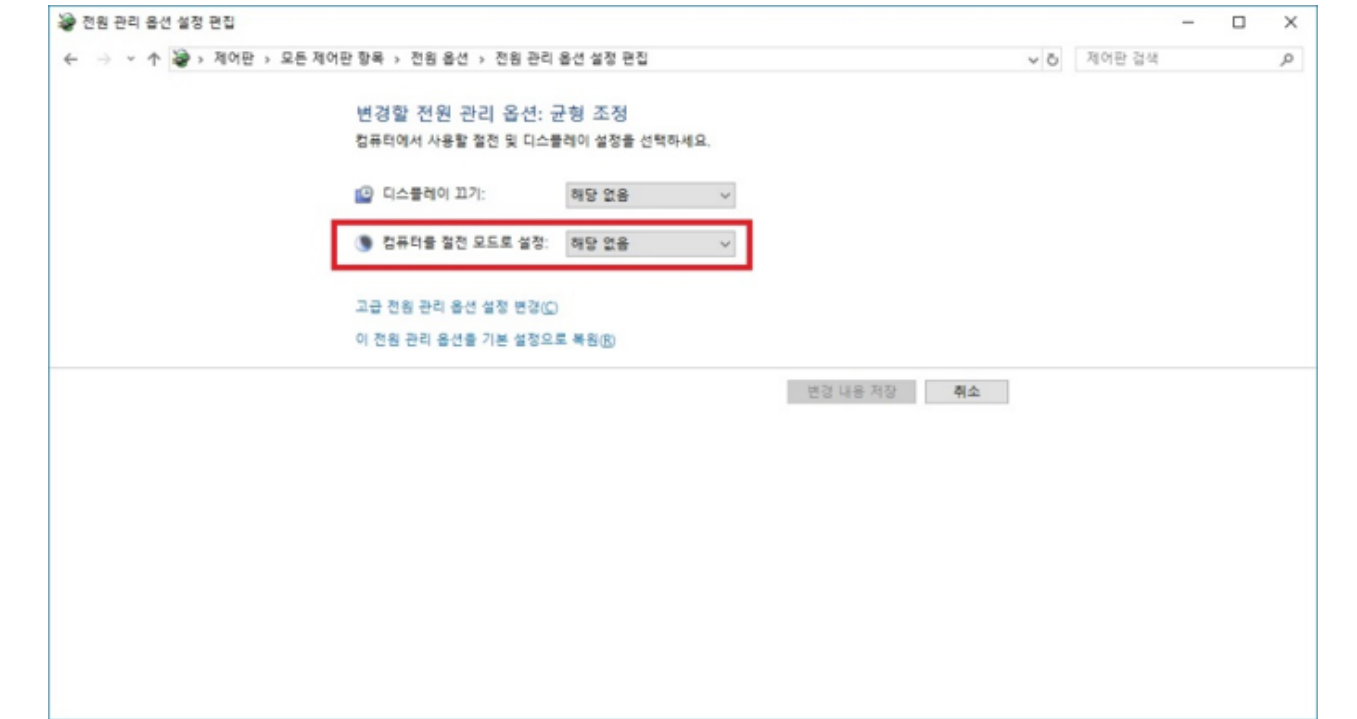 전원 관리 옵션 설정 편집
제어판 › 모든 제어판 항목 › 전원 옵션 › 전원 관리 옵션 설정 편집 제어판 검색
변경할 전원 관리 옵션: 균형 조정
컴퓨터에서 사용할 절전 및 디스플레이 설정을 선택하세요.
디스플레이 끄기: 해당 없음
컴퓨터를 절전 모드로 설정: 해당 없음
고급 전원 관리 옵션 설정 변경(C)
이 전원 관리 옵션을 기본 설정으로 복원(R)
변경 내용 저장 취소